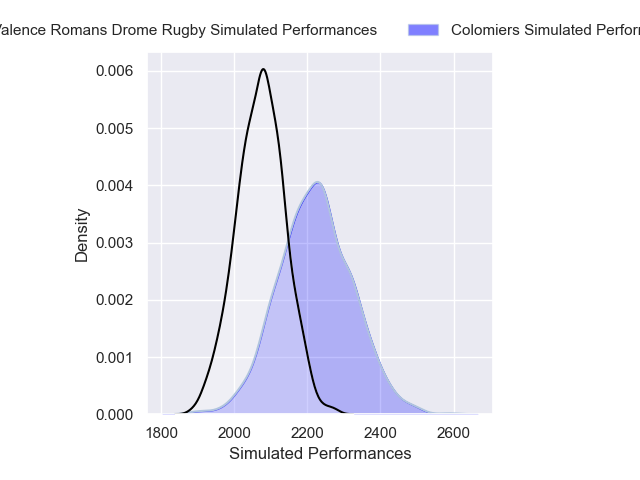 Valence Romans Drome Rugby Simulated Performances
Colomiers Simulated
0.006
0.005
0.004
0.003
0.002
0.001
0.000
Density
1800 2000 2200 2400 2600
Simulated Performances